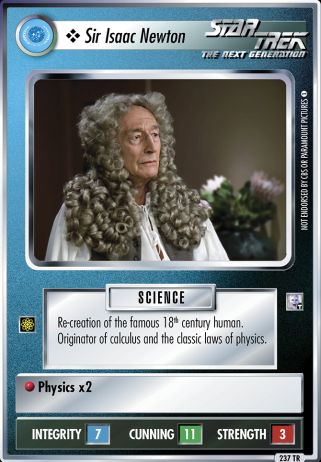 ❖ Sir Isaac Newton
STAR TREK
THE NEXT GENERATION
NOT ENDORSED BY CBS OR PARAMOUNT PICTURES
SCIENCE
Re-creation of the famous 18th century human.
Originator of calculus and the classic laws of physics.
Physics x2
INTEGRITY 7 CUNNING 11 STRENGTH 3
237 TR